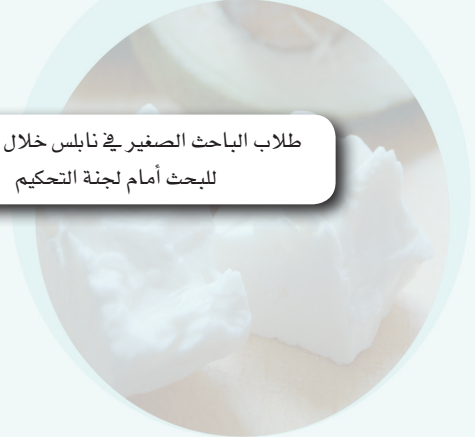 طلاب الباحث الصغير في نابلس خلال
للبحث أمام لجنة التحكيم